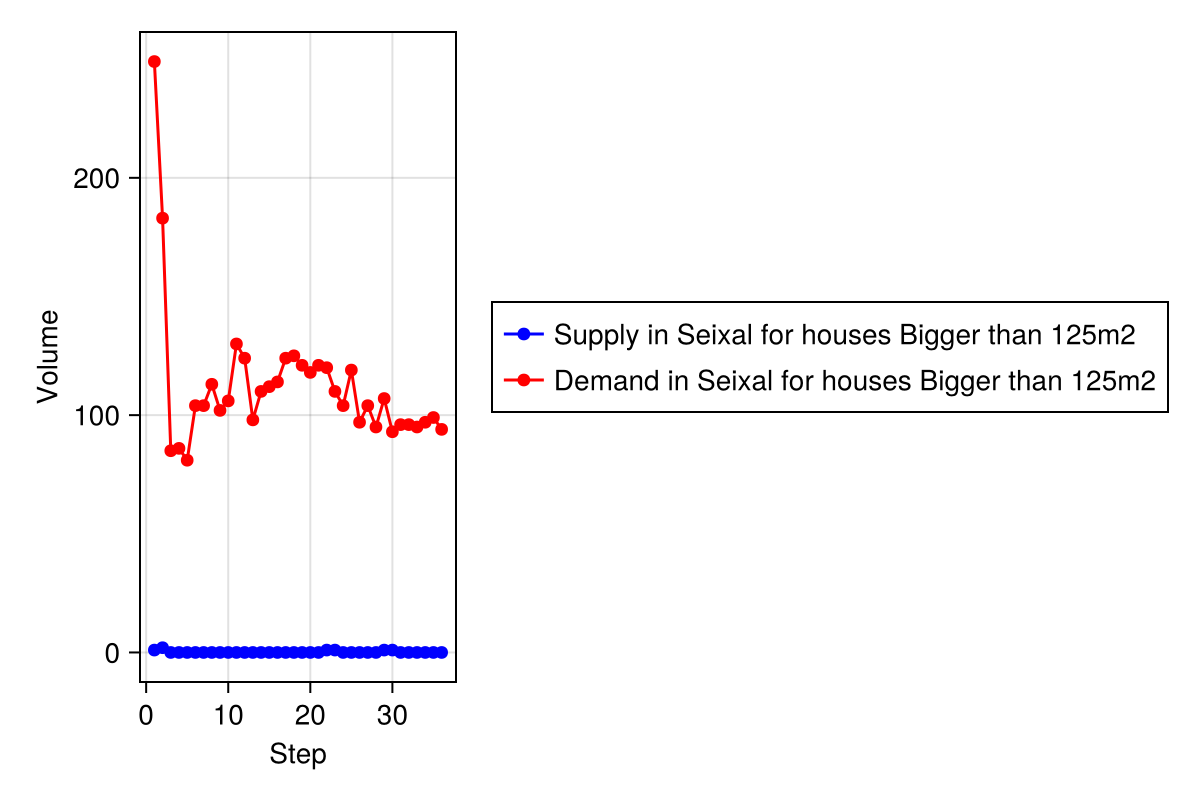 200
100
0
Volume
0 10 20 30
Step
Supply in Seixal for houses Bigger than 125m2
Demand in Seixal for houses Bigger than 125m2